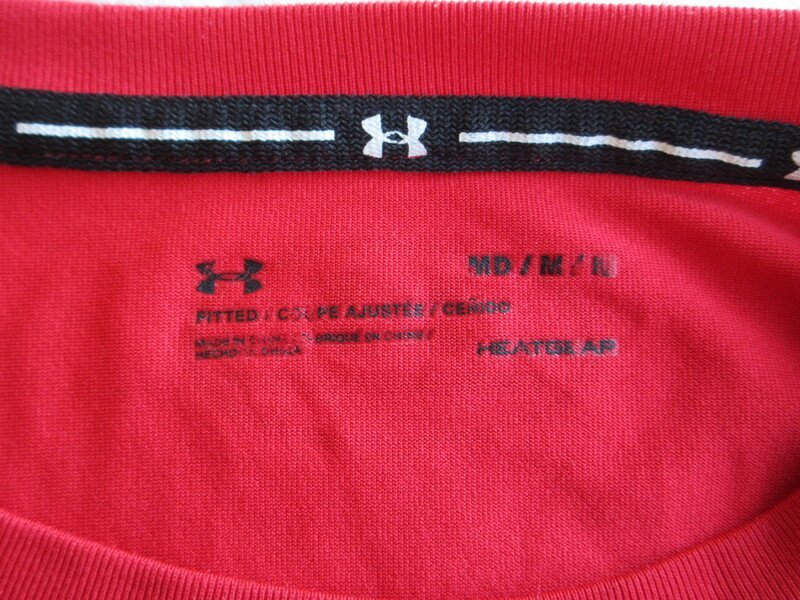 MD / M / M
FITTED / COUPE AJUSTÉE / CEÑIDO
MADE IN CHINA / FABRIQUÉ EN CHINE /
HECHO EN CHINA
HEATGEAR